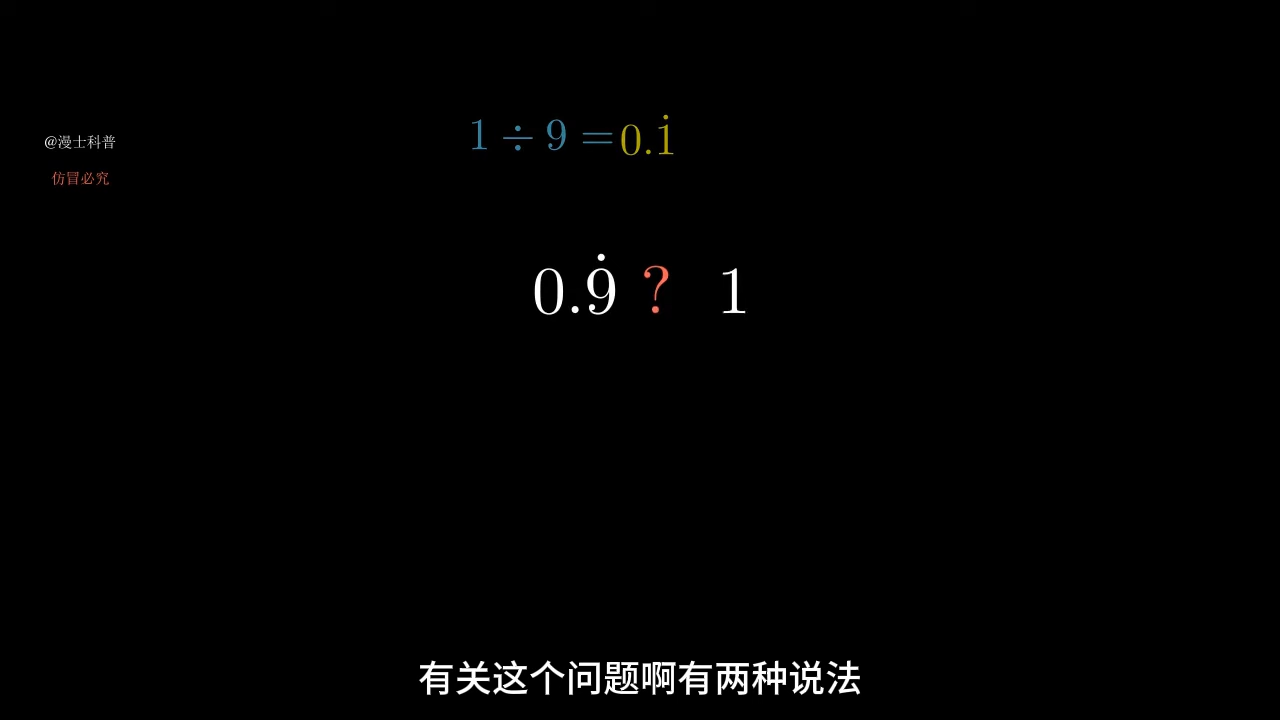 1 ÷ 9 = 0.1̇
@漫士科普
仿冒必究
0.9̇ ? 1
有关这个问题啊有两种说法